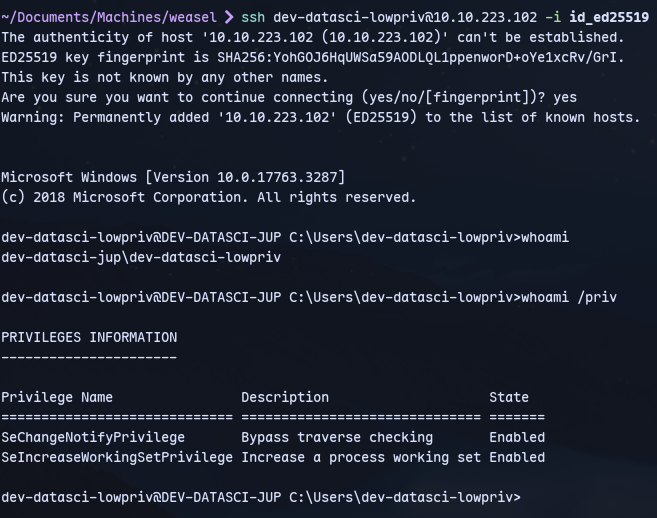 ~/Documents/Machines/weasel ❯ ssh dev-datasci-lowpriv@10.10.223.102 -i id_ed25519
The authenticity of host '10.10.223.102 (10.10.223.102)' can't be established.
ED25519 key fingerprint is SHA256:YohGOJ6HqUWSa59AODLQL1ppenworD+oYe1xcRv/GrI.
This key is not known by any other names.
Are you sure you want to continue connecting (yes/no/[fingerprint])? yes
Warning: Permanently added '10.10.223.102' (ED25519) to the list of known hosts.
Microsoft Windows [Version 10.0.17763.3287]
(c) 2018 Microsoft Corporation. All rights reserved.
dev-datasci-lowpriv@DEV-DATASCI-JUP C:\Users\dev-datasci-lowpriv>whoami
dev-datasci-jup\dev-datasci-lowpriv
dev-datasci-lowpriv@DEV-DATASCI-JUP C:\Users\dev-datasci-lowpriv>whoami /priv
PRIVILEGES INFORMATION
----------------------
Privilege Name                Description                    State
============================= ============================== =======
SeChangeNotifyPrivilege       Bypass traverse checking       Enabled
SeIncreaseWorkingSetPrivilege Increase a process working set Enabled
dev-datasci-lowpriv@DEV-DATASCI-JUP C:\Users\dev-datasci-lowpriv>